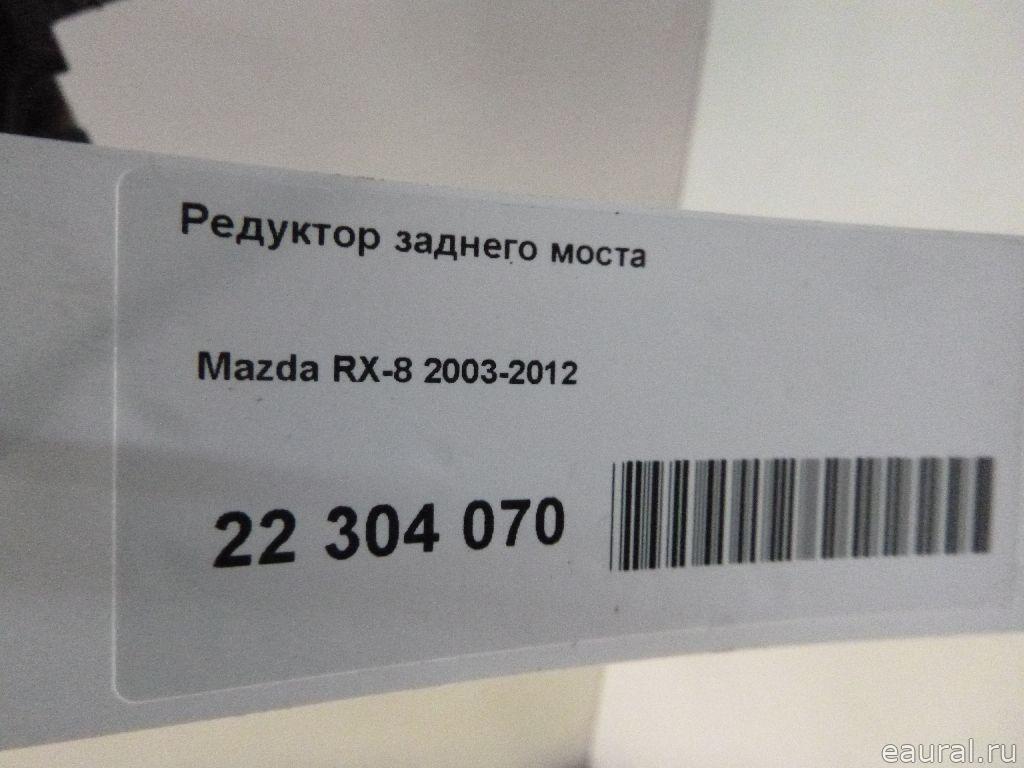 Редуктор заднего моста
Mazda RX-8 2003-2012
22 304 070
eaural.ru